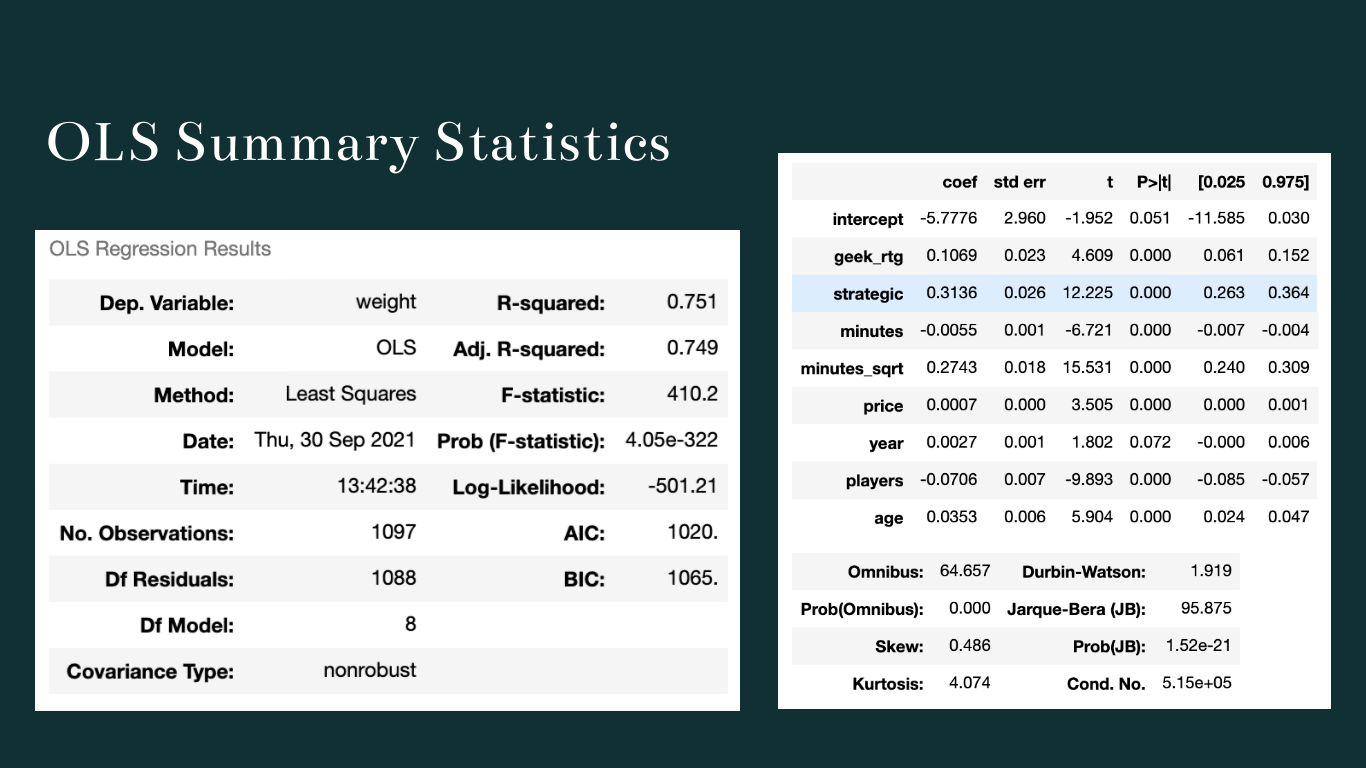 OLS Summary Statistics
OLS Regression Results
Dep. Variable: weight R-squared: 0.751
Model: OLS Adj. R-squared: 0.749
Method: Least Squares F-statistic: 410.2
Date: Thu, 30 Sep 2021 Prob (F-statistic): 4.05e-322
Time: 13:42:38 Log-Likelihood: -501.21
No. Observations: 1097 AIC: 1020.
Df Residuals: 1088 BIC: 1065.
Df Model: 8
Covariance Type: nonrobust
coef std err t P>|t| [0.025 0.975]
intercept -5.7776 2.960 -1.952 0.051 -11.585 0.030
geek_rtg 0.1069 0.023 4.609 0.000 0.061 0.152
strategic 0.3136 0.026 12.225 0.000 0.263 0.364
minutes -0.0055 0.001 -6.721 0.000 -0.007 -0.004
minutes_sqrt 0.2743 0.018 15.531 0.000 0.240 0.309
price 0.0007 0.000 3.505 0.000 0.000 0.001
year 0.0027 0.001 1.802 0.072 -0.000 0.006
players -0.0706 0.007 -9.893 0.000 -0.085 -0.057
age 0.0353 0.006 5.904 0.000 0.024 0.047
Omnibus: 64.657 Durbin-Watson: 1.919
Prob(Omnibus): 0.000 Jarque-Bera (JB): 95.875
Skew: 0.486 Prob(JB): 1.52e-21
Kurtosis: 4.074 Cond. No. 5.15e+05